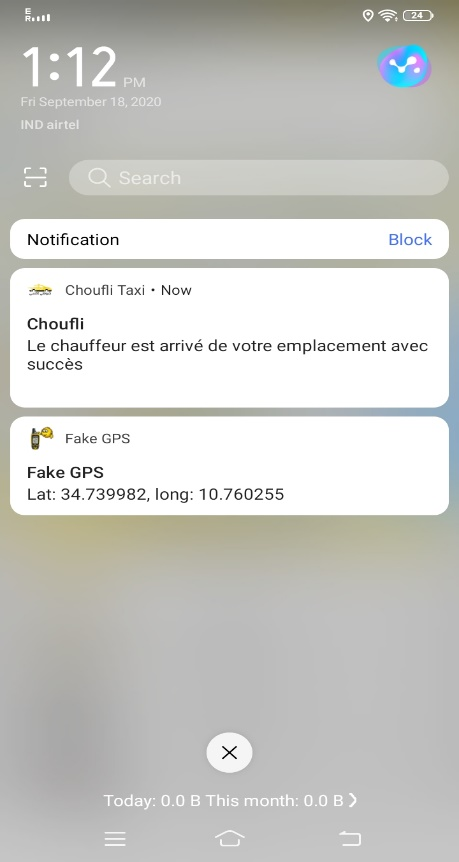 E
R
24
1:12 PM
Fri September 18, 2020
IND airtel
Search
Notification Block
Choufli Taxi • Now
Choufli
Le chauffeur est arrivé de votre emplacement avec
succès
Fake GPS
Fake GPS
Lat: 34.739982, long: 10.760255
Today: 0.0 B This month: 0.0 B